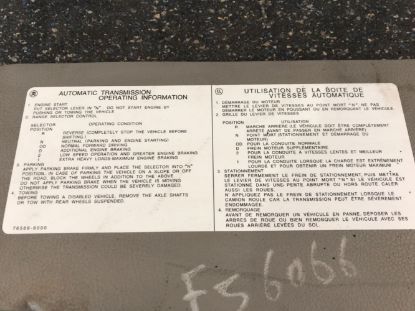 AUTOMATIC TRANSMISSION
OPERATING INFORMATION
1. ENGINE START
PUT SELECTOR LEVER IN "N" - DO NOT START ENGINE BY
PUSHING OR TOWING THE VEHICLE
2. RANGE SELECTOR CONTROL
SELECTOR OPERATING CONDITION
POSITION
R REVERSE (COMPLETELY STOP THE VEHICLE BEFORE
SHIFTING)
N NEUTRAL (PARKING AND ENGINE STARTING)
OD NORMAL FORWARD DRIVING
D ADDITIONAL ENGINE BRAKING
LOW SPEED OPERATION AND GREATER ENGINE BRAKING
EXTRA HEAVY LOADS-MAXIMUM ENGINE BRAKING
3. PARKING
SET BRAKE FIRMLY AND PLACE THE SELECTOR INTO "N"
POSITION. IN CASE OF PARKING THE VEHICLE ON A SLOPE OR OFF
THE ROAD, BLOCK THE WHEELS IN ADDITION TO THE ABOVE
DO NOT APPLY PARKING BRAKE WHEN THE VEHICLE IS MOVING
OTHERWISE THE TRANSMISSION COULD BE SEVERELY DAMAGED.
TOWING
BEFORE TOWING A DISABLED VEHICLE, REMOVE THE AXLE SHAFTS
OR TOW WITH REAR WHEELS SUSPENDED.
UTILISATION DE LA BOITE DE
VITESSES AUTOMATIQUE
1. DEMARRAGE DU MOTEUR
METTRE LE LEVIER DE VITESSES AU POINT MORT "N" NE PAS
DEMARRER LE MOTEUR EN POUSSANT OU EN REMORQUANT LE VEHICULE.
2. GRILLE DU LEVIER DE VITESSES
POSITION UTILISATION
R MARCHE ARRIERE (LE VEHICULE DOIT ETRE COMPLETEMENT
ARRETE AVANT DE PASSER EN MARCHE ARRIERE)
N POINT MORT (STATIONNEMENT ET DEMARRAGE DU
MOTEUR)
OD POUR LA CONDUITE NORMALE
D FREIN MOTEUR SUPPLEMENTAIRE
POUR LA CONDUITE A VITESSES LENTES ET MEILLEUR
FREIN MOTEUR
POUR LA CONDUITE LORSQUE LA CHARGE EST EXTREMEMENT
LOURDE ET POUR OBTENIR UN FREIN MOTEUR MAXIMUM
3. STATIONNEMENT
SERRER FERMEMENT LE FREIN DE STATIONNEMENT, PUIS METTRE
LE LEVIER DE VITESSES AU POINT MORT "N" SI LE VEHICULE EST
STATIONNE DANS UNE PENTE ABRUPTE OU HORS ROUTE CALER
AUSSI LES ROUES.
N'APPLIQUEZ PAS LE FREIN DE STATIONNEMENT LORSQUE LE
CAMION ROULE CAR LA TRANSMISSION PEUT ETRE SEVEREMENT
ENDOMMAGEE.
4. REMORQUAGE
AVANT DE REMORQUER UN VEHICULE EN PANNE, DEPOSER LES
ARBRES DE ROUE OU BIEN REMORQUER LE VEHICULE AVEC SES
ROUES ARRIERE LEVEES DU SOL.